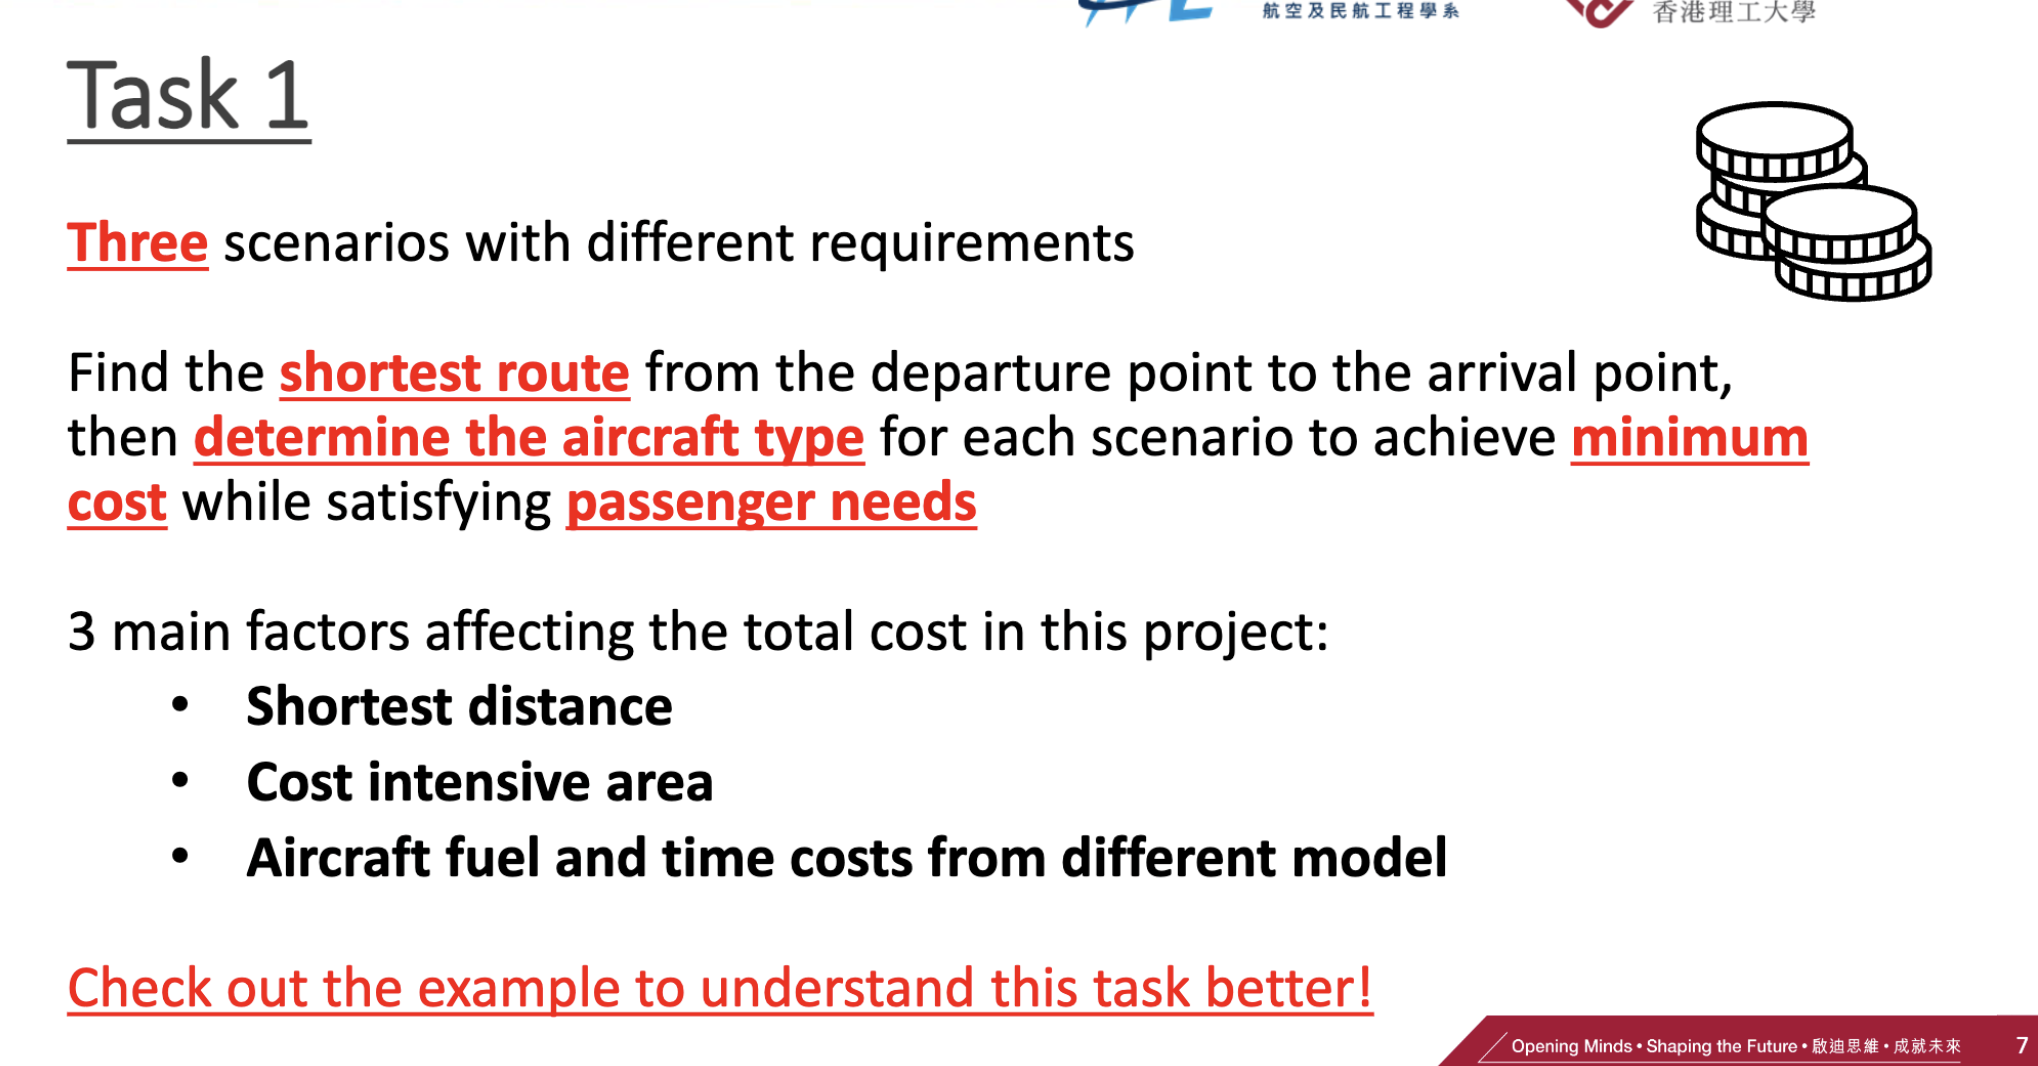 航空及民航工程學系
香港理工大學
Task 1
Three scenarios with different requirements
Find the shortest route from the departure point to the arrival point,
then determine the aircraft type for each scenario to achieve minimum
cost while satisfying passenger needs
3 main factors affecting the total cost in this project:
• Shortest distance
• Cost intensive area
• Aircraft fuel and time costs from different model
Check out the example to understand this task better!
Opening Minds • Shaping the Future • 啟迪思維 • 成就未來
7